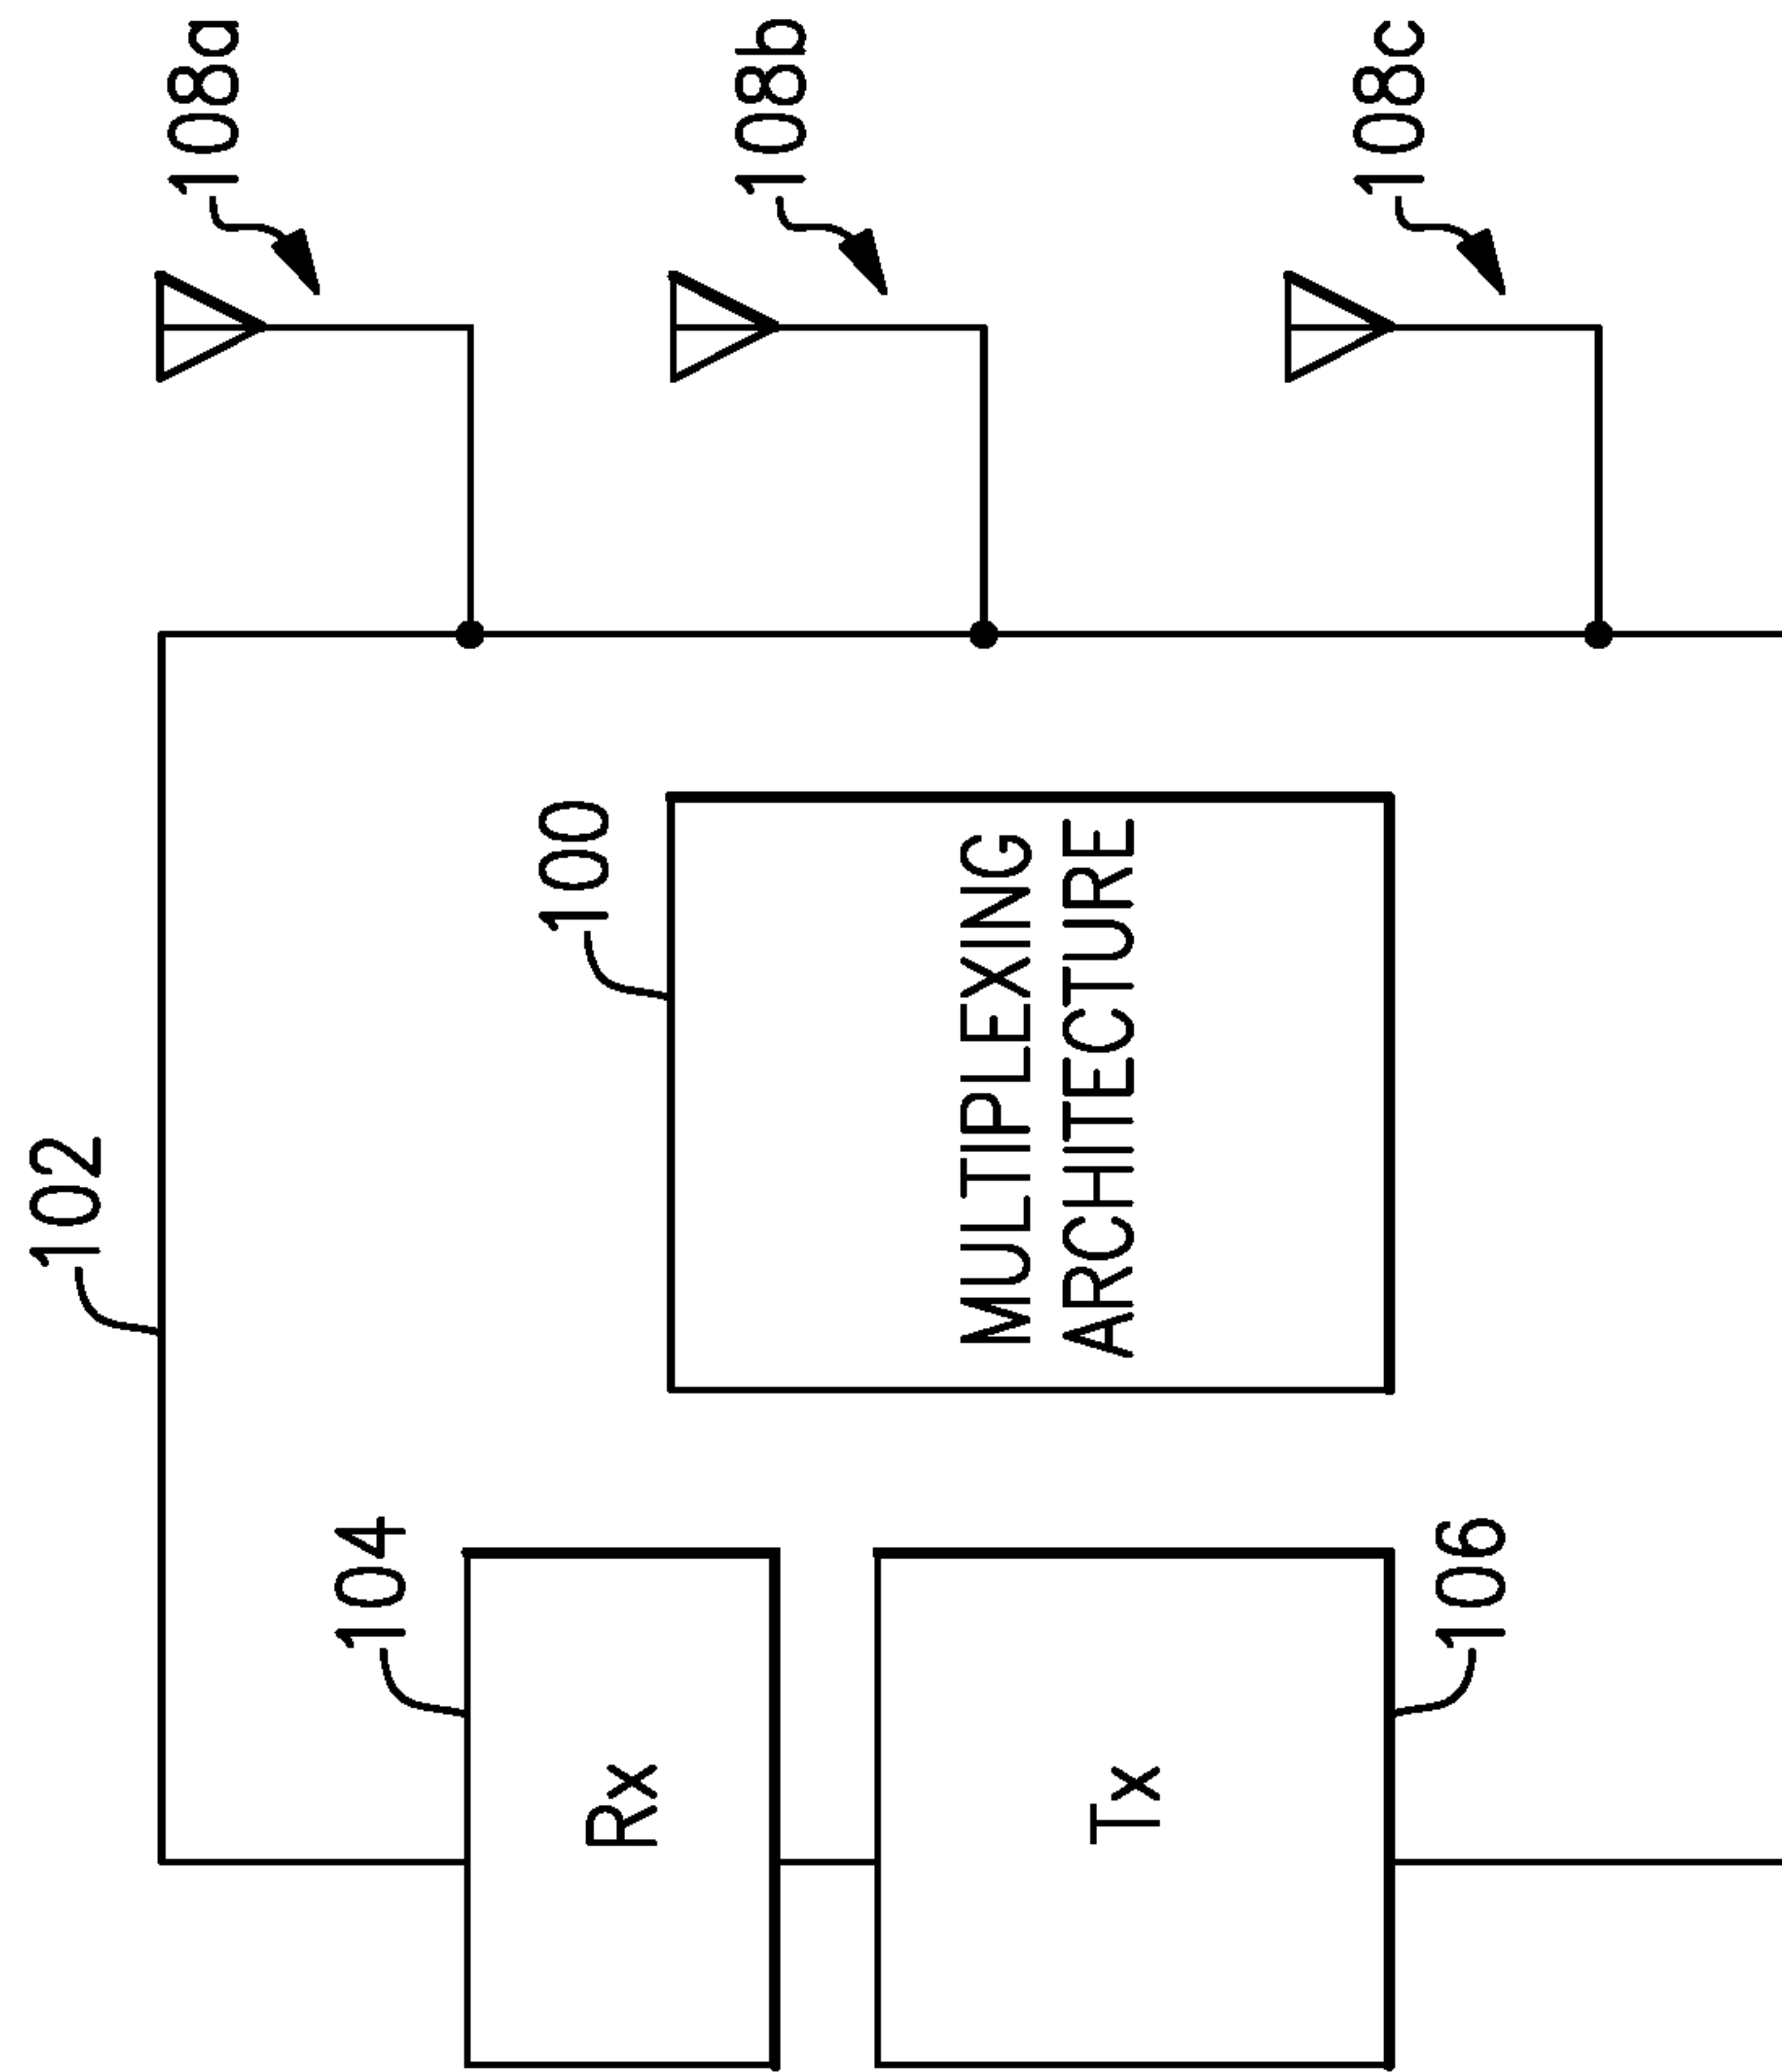 102
108a
104
100
Rx
108b
MULTIPLEXING
ARCHITECTURE
Tx
106
108c